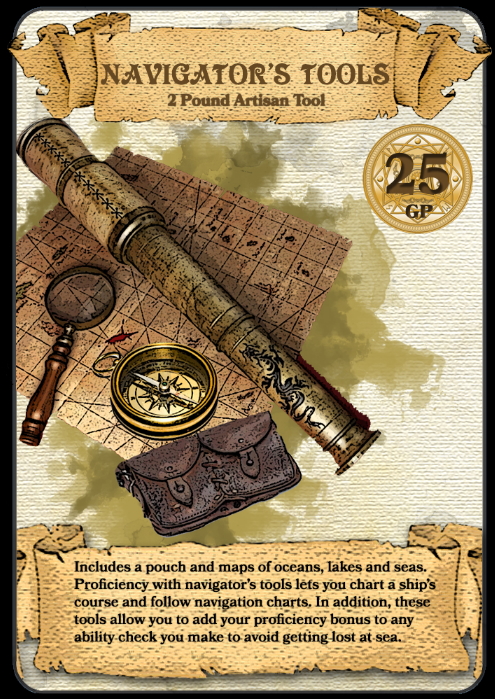 NAVIGATOR'S TOOLS
2 Pound Artisan Tool
25
GP
Includes a pouch and maps of oceans, lakes and seas.
Proficiency with navigator's tools lets you chart a ship's
course and follow navigation charts. In addition, these
tools allow you to add your proficiency bonus to any
ability check you make to avoid getting lost at sea.